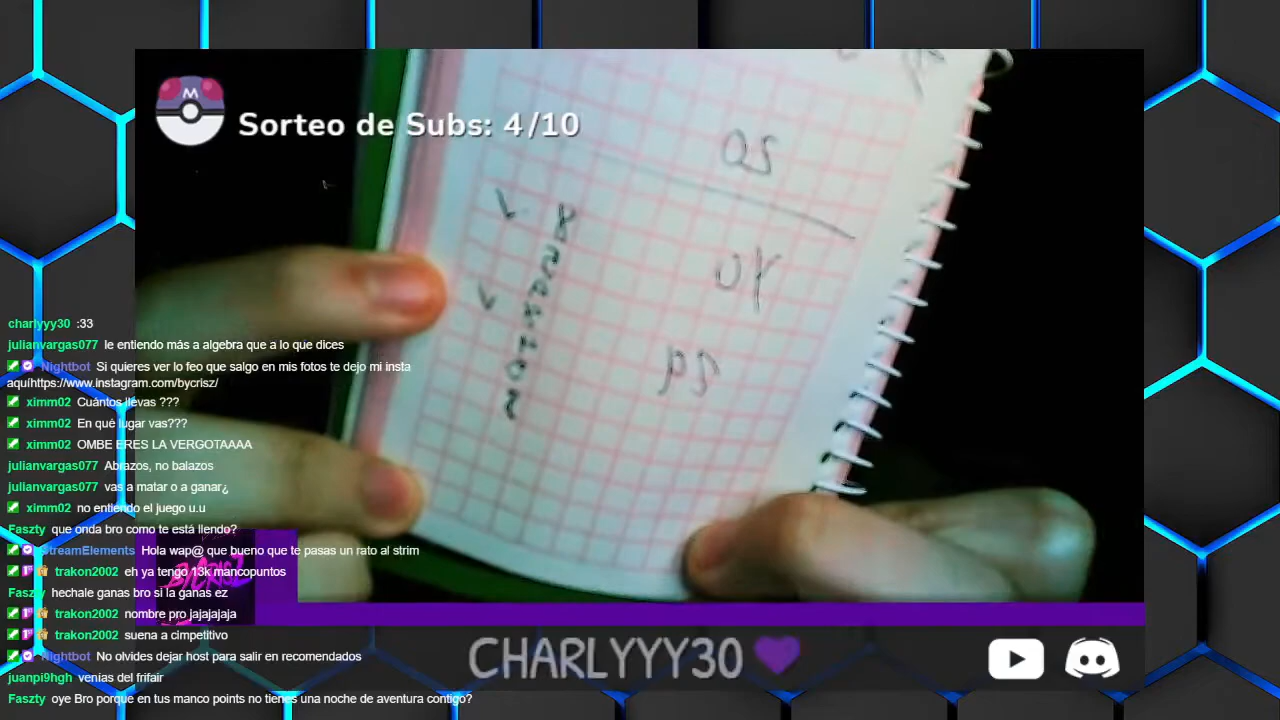 Sorteo de Subs: 4/10
charlyyy30 :33
julianvargas077 le entiendo más a algebra que a lo que dices
Nightbot Si quieres ver lo feo que salgo en mis fotos te dejo mi insta
aquíhttps://www.instagram.com/bycrisz/
ximm02 Cuántos llévas ???
ximm02 En qué lugar vas???
ximm02 OMBE ERES LA VERGOTAAAA
julianvargas077 Abrazos, no balazos
julianvargas077 vas a matar o a ganar¿
ximm02 no entiendo el juego u.u
Faszty que onda bro como te está llendo?
StreamElements Hola wap@ que bueno que te pasas un rato al strim
trakon2002 eh ya tengo 13k mancopuntos
Faszty hechale ganas bro si la ganas ez
trakon2002 nombre pro jajajajaja
trakon2002 suena a cimpetitivo
Nightbot No olvides dejar host para salir en recomendados
juanpi9hgh venias del frifair
Faszty oye Bro porque en tus manco points no tienes una noche de aventura contigo?
BYCRISZ
CHARLYYY30